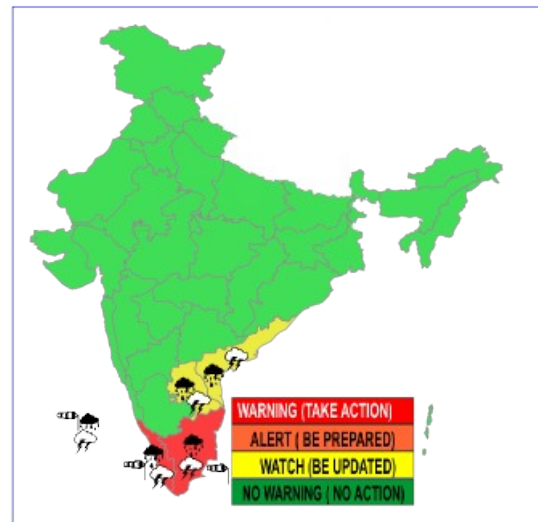 WARNING (TAKE ACTION)
ALERT ( BE PREPARED)
WATCH (BE UPDATED)
NO WARNING ( NO ACTION)